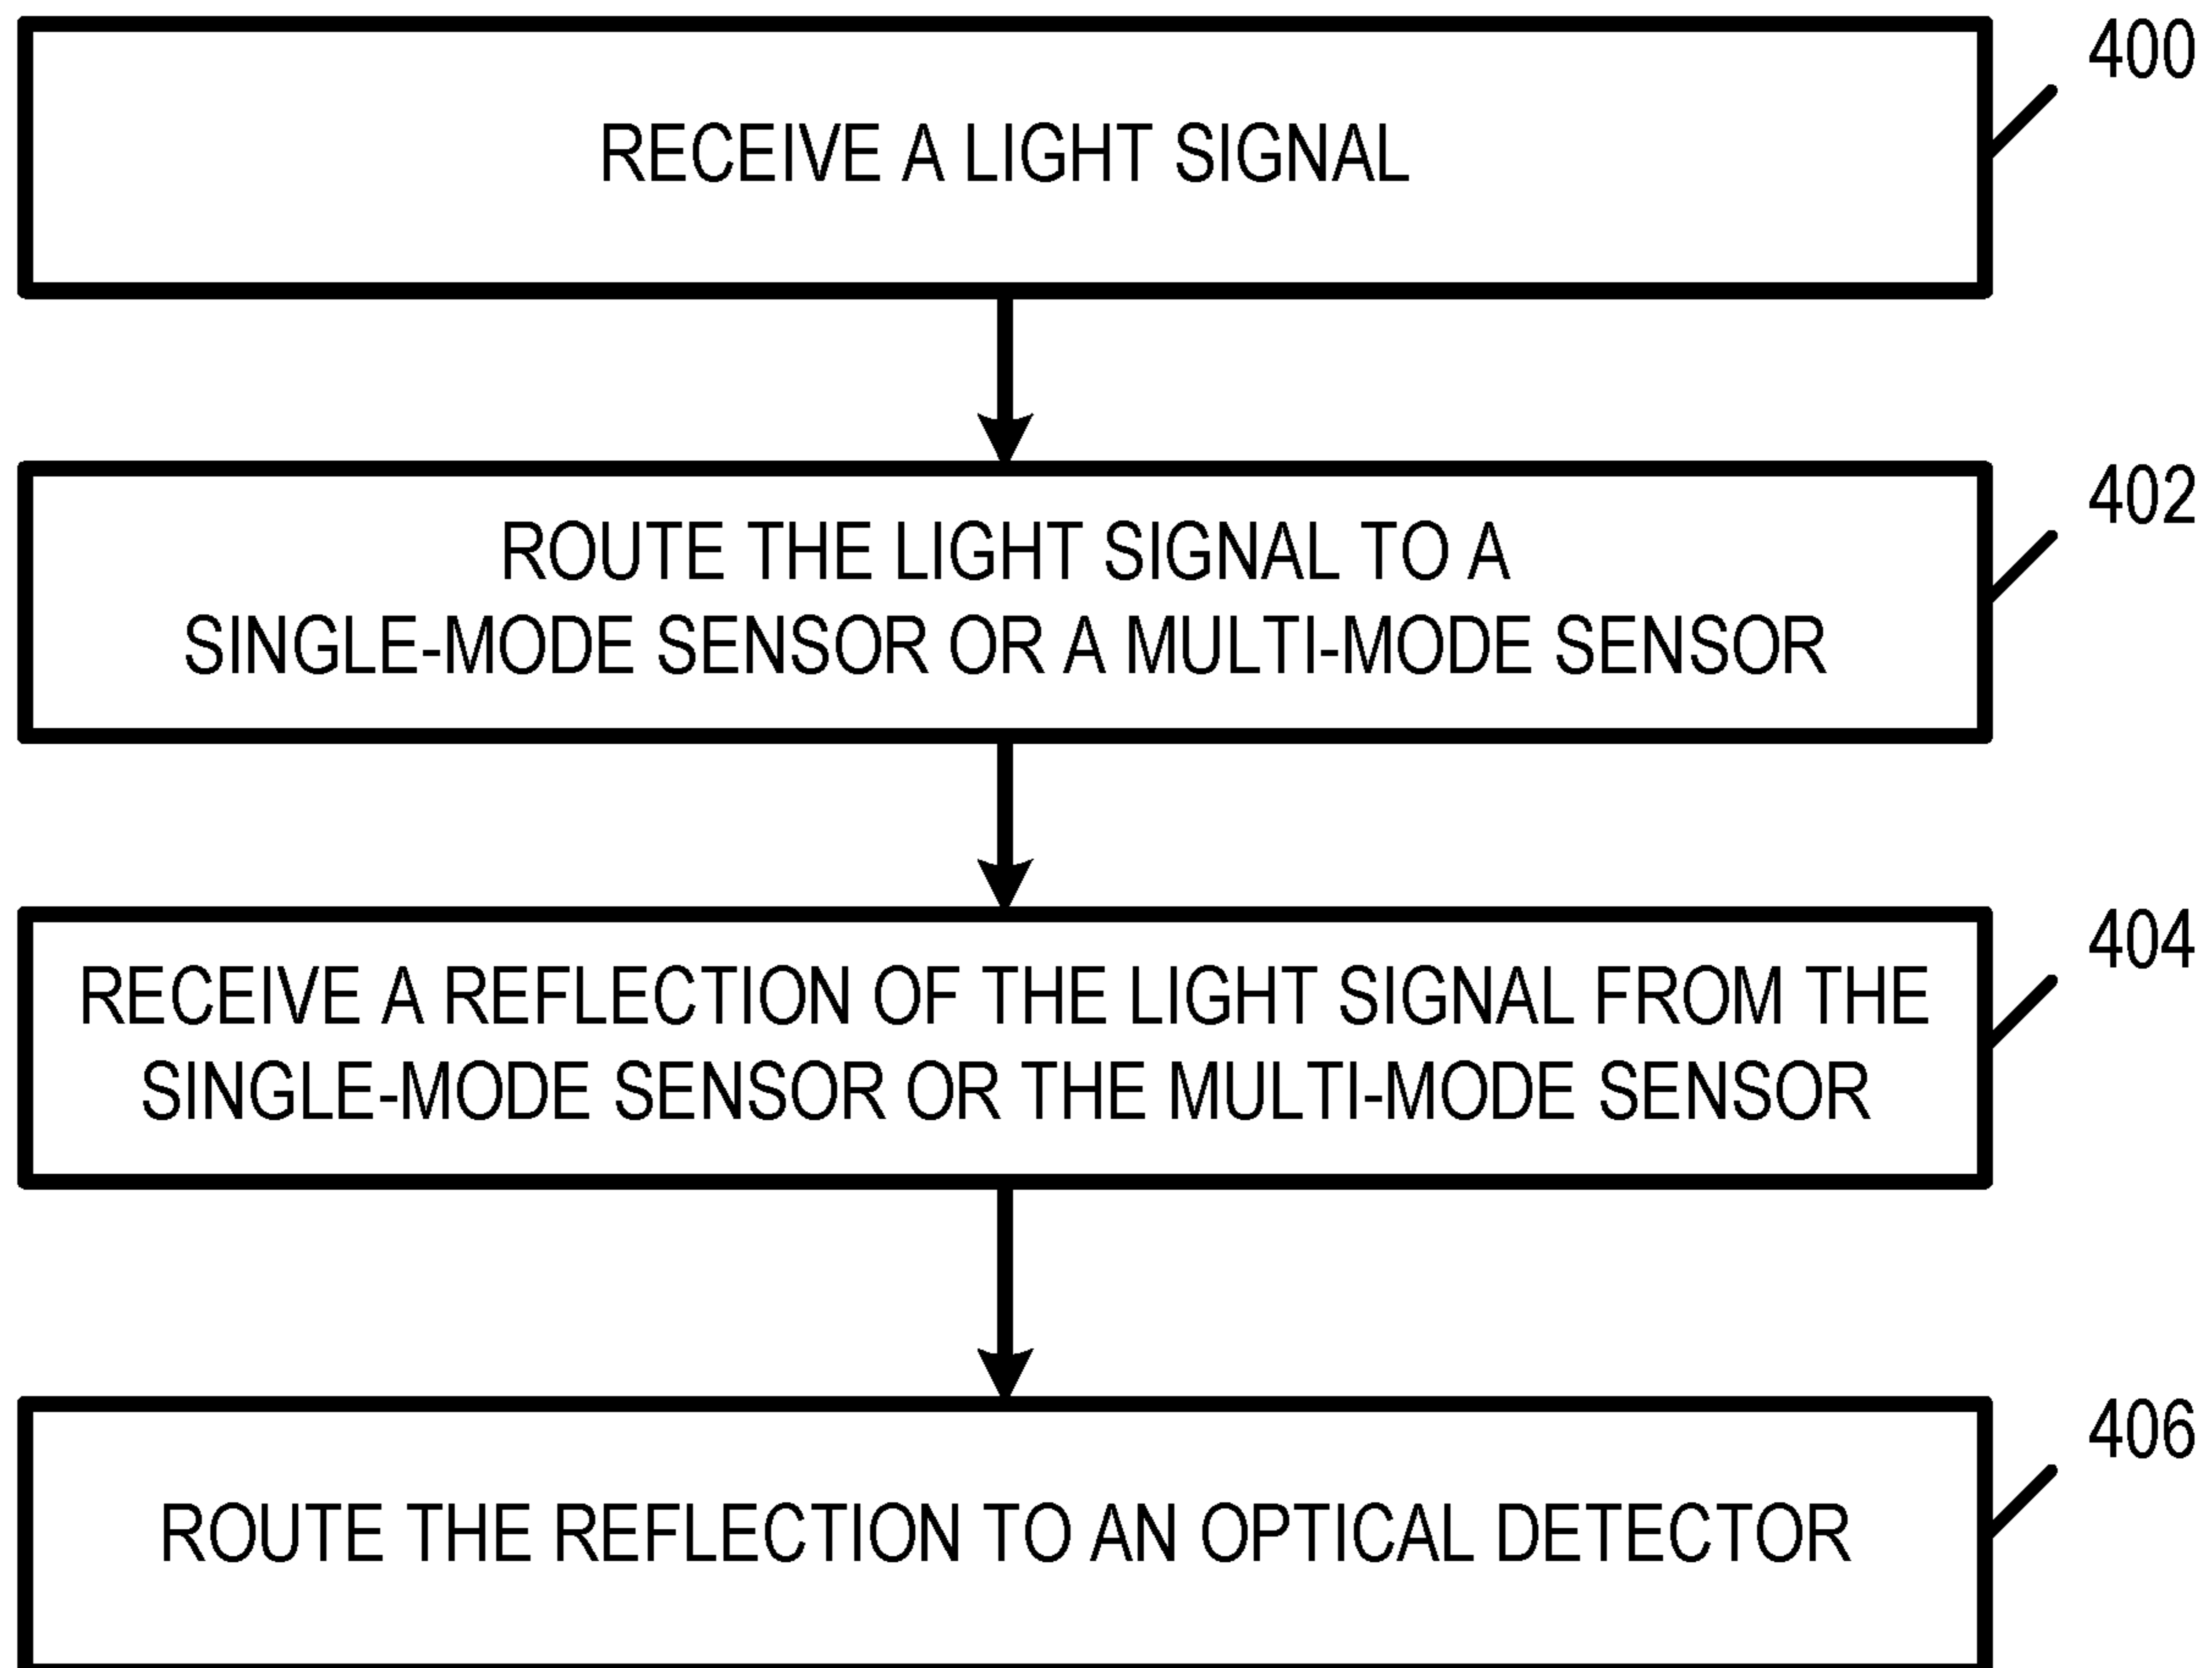 400
RECEIVE A LIGHT SIGNAL
402
ROUTE THE LIGHT SIGNAL TO A
SINGLE-MODE SENSOR OR A MULTI-MODE SENSOR
404
RECEIVE A REFLECTION OF THE LIGHT SIGNAL FROM THE
SINGLE-MODE SENSOR OR THE MULTI-MODE SENSOR
406
ROUTE THE REFLECTION TO AN OPTICAL DETECTOR